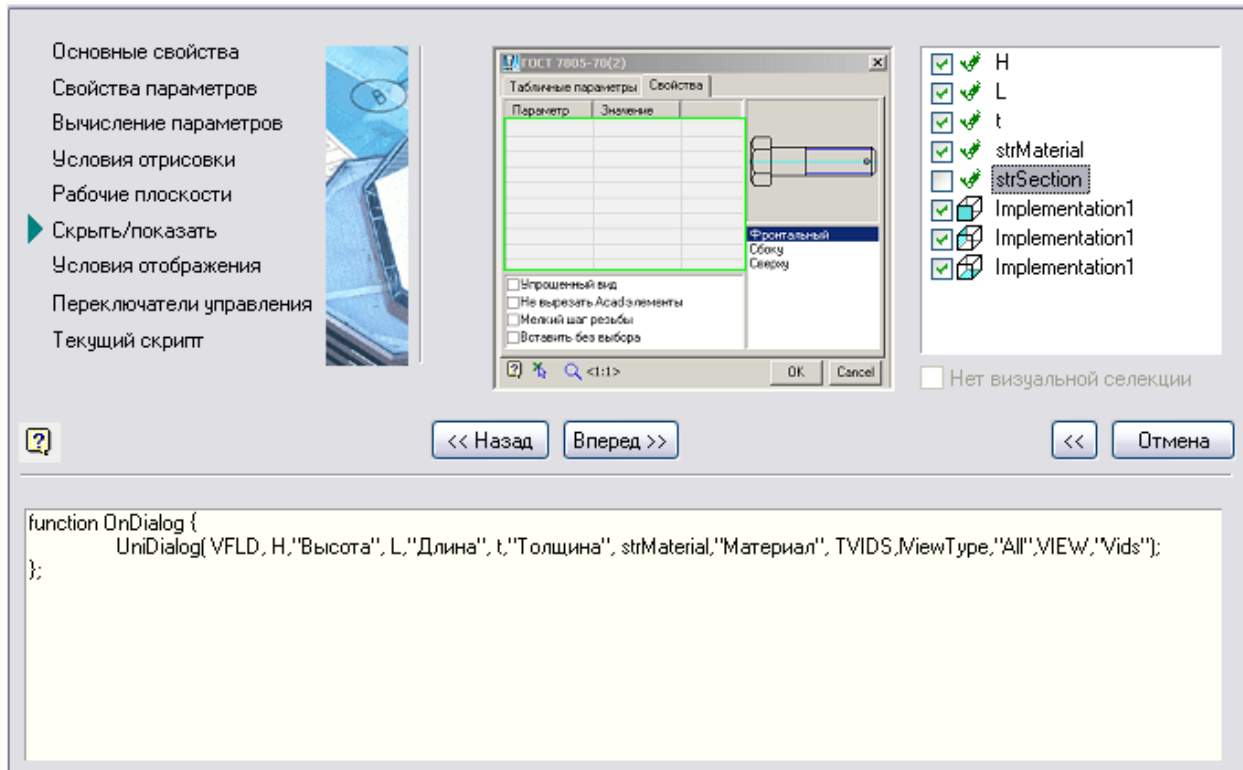 Основные свойства
Свойства параметров
Вычисление параметров
Условия отрисовки
Рабочие плоскости
Скрыть/показать
Условия отображения
Переключатели управления
Текущий скрипт
ГОСТ 7805-70(2)
Табличные параметры Свойства
Параметр Значение
Фронтальный
Сбоку
Сверху
Упрошенный вид
Не вырезать Acad элементы
Мелкий шаг резьбы
Вставить без выбора
<1:1> OK Cancel
H
L
t
strMaterial
strSection
Implementation1
Implementation1
Implementation1
Нет визуальной селекции
<< Назад Вперед >> << Отмена
function OnDialog {
UniDialog( VFLD, H,"Высота", L,"Длина", t,"Толщина", strMaterial,"Материал", TVIDS,IViewType,"All",VIEW,"Vids");
};